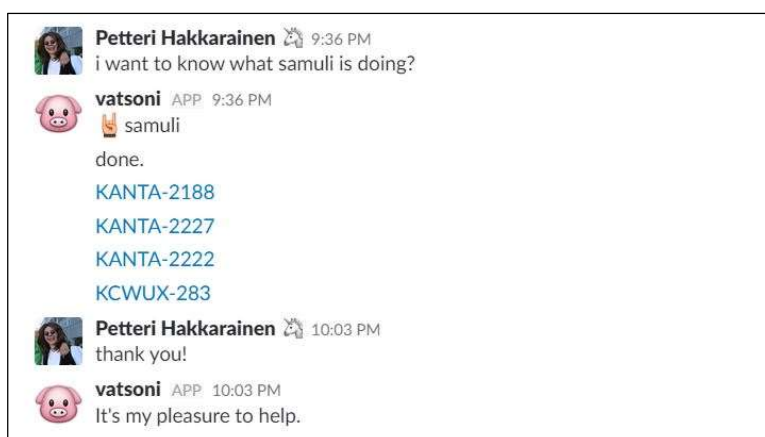 Petteri Hakkarainen 9:36 PM
i want to know what samuli is doing?
vatsoni APP 9:36 PM
🤘 samuli
done.
KANTA-2188
KANTA-2227
KANTA-2222
KCWUX-283
Petteri Hakkarainen 10:03 PM
thank you!
vatsoni APP 10:03 PM
It's my pleasure to help.